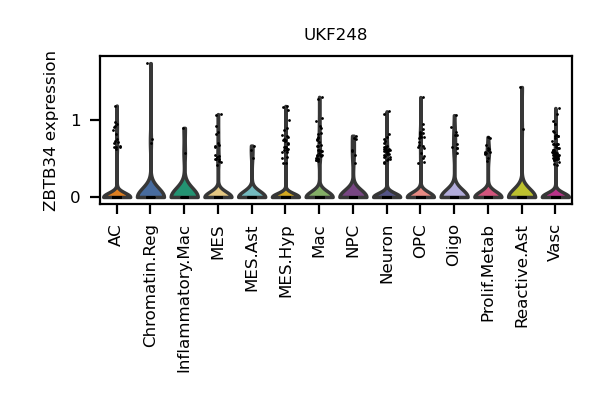 UKF248
ZBTB34 expression
1
0
AC
Chromatin.Reg
Inflammatory.Mac
MES
MES.Ast
MES.Hyp
Mac
NPC
Neuron
OPC
Oligo
Prolif.Metab
Reactive.Ast
Vasc